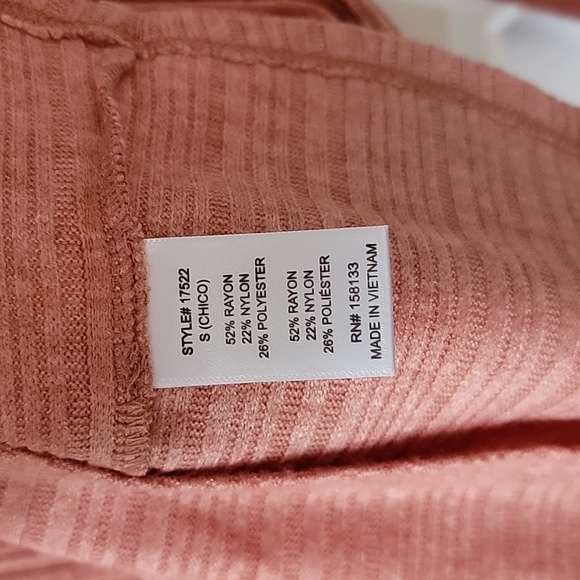 STYLE# 17522
S (CHICO)
52% RAYON
22% NYLON
26% POLYESTER
52% RAYON
22% NYLON
26% POLIÉSTER
RN# 158133
MADE IN VIETNAM